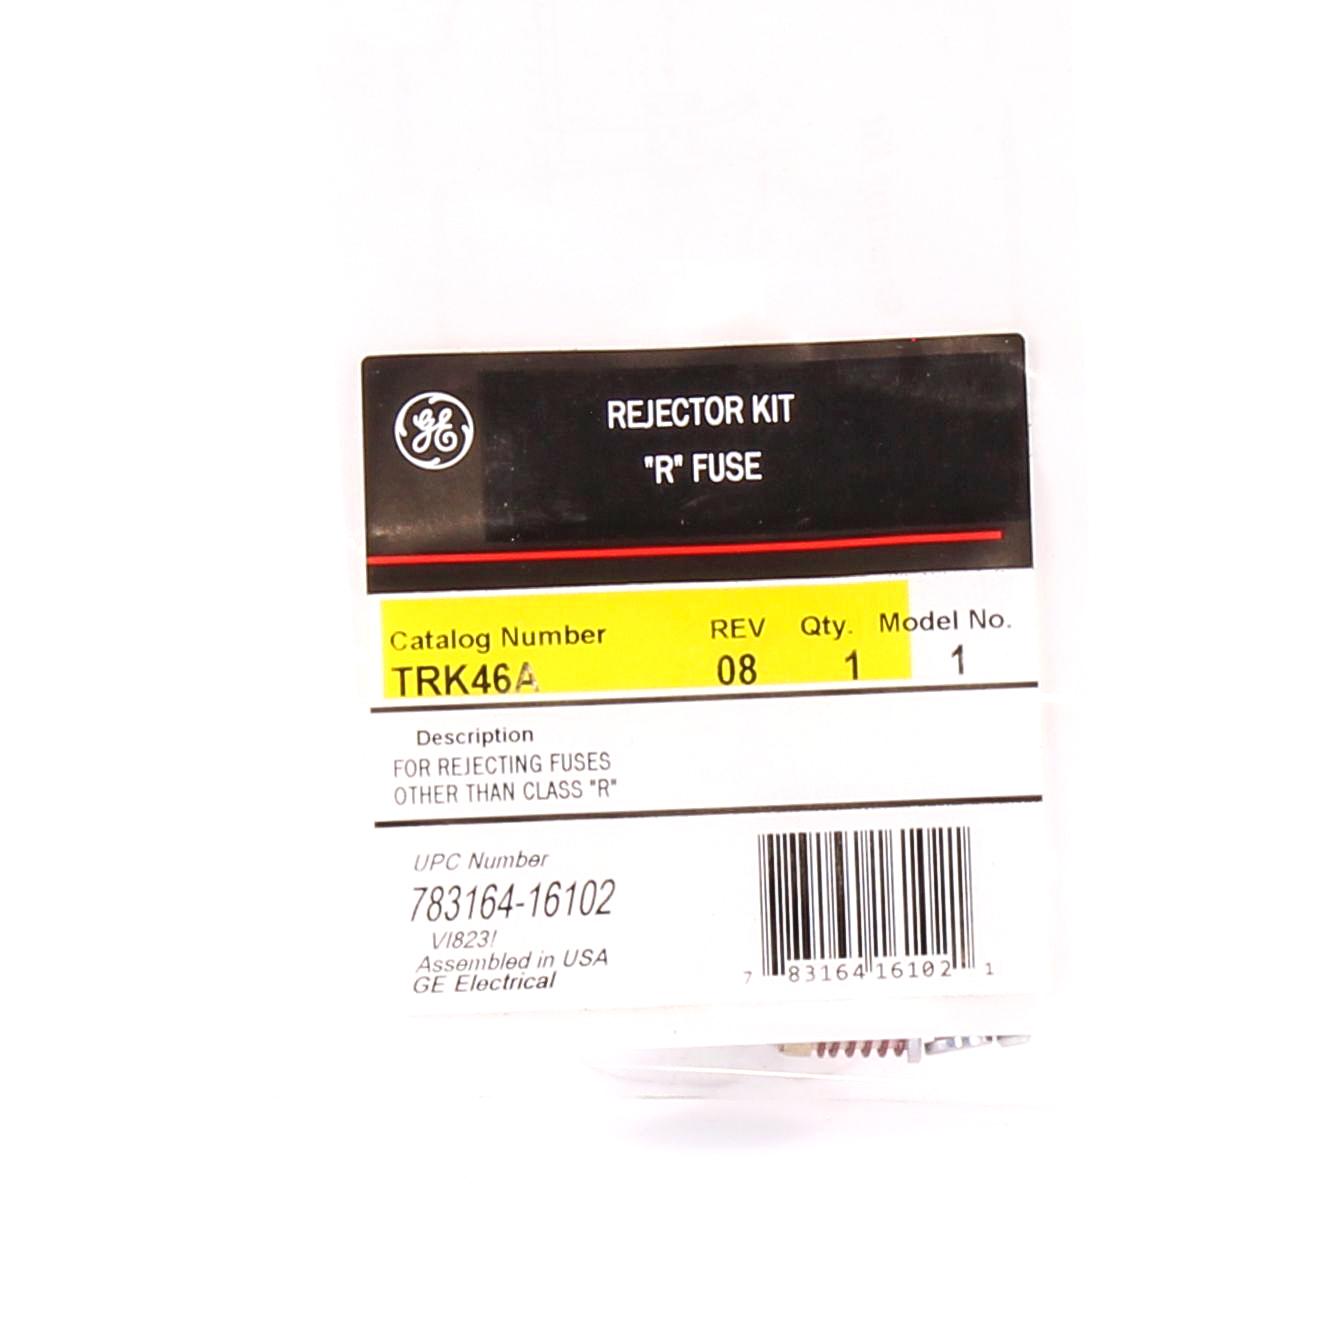 GE
REJECTOR KIT
"R" FUSE
Catalog Number REV Qty. Model No.
TRK46A 08 1 1
Description
FOR REJECTING FUSES
OTHER THAN CLASS "R"
UPC Number
783164-16102
VI823!
Assembled in USA
GE Electrical
7 83164 16102 1